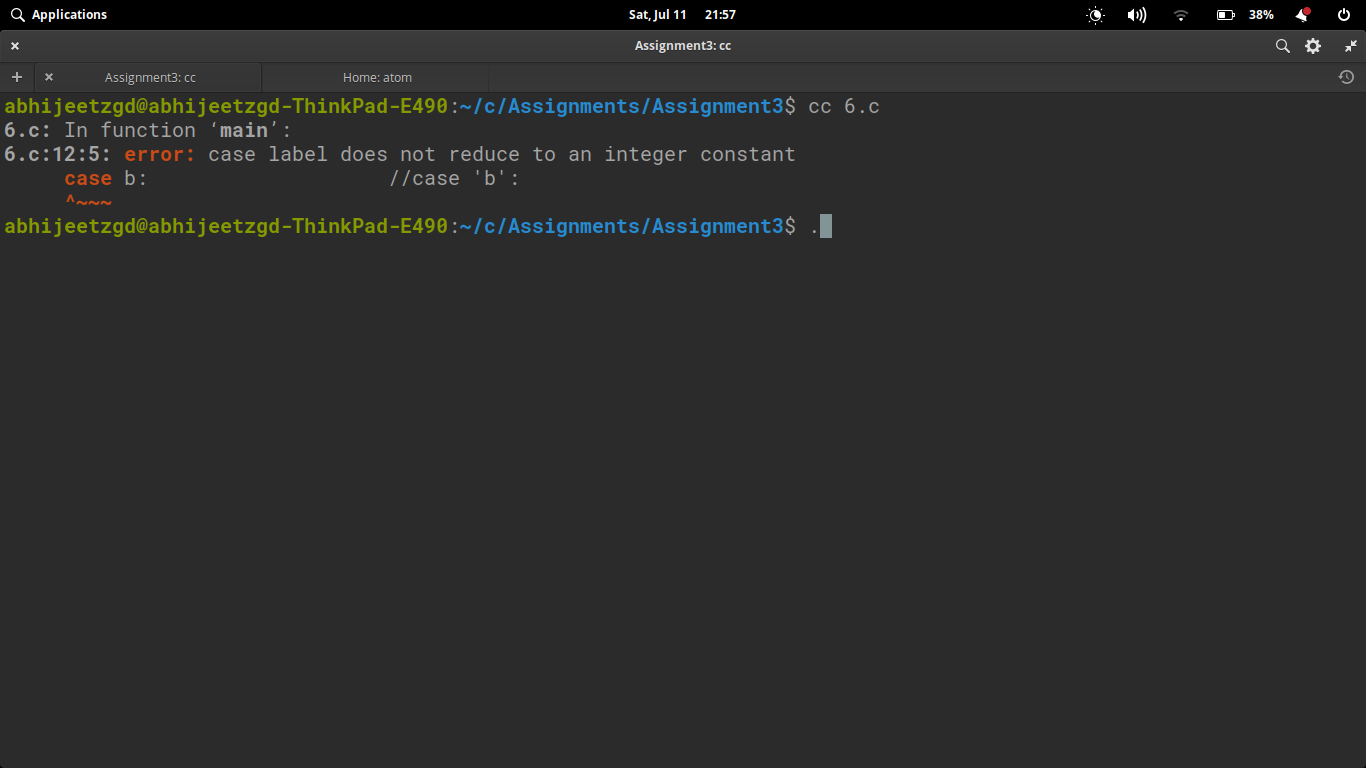 Applications
Sat, Jul 11 21:57
38%
Assignment3: cc
Assignment3: cc
Home: atom
abhijeetzgd@abhijeetzgd-ThinkPad-E490:~/c/Assignments/Assignment3$ cc 6.c
6.c: In function ‘main’:
6.c:12:5: error: case label does not reduce to an integer constant
     case b:                    //case 'b':
     ^~~~
abhijeetzgd@abhijeetzgd-ThinkPad-E490:~/c/Assignments/Assignment3$ .